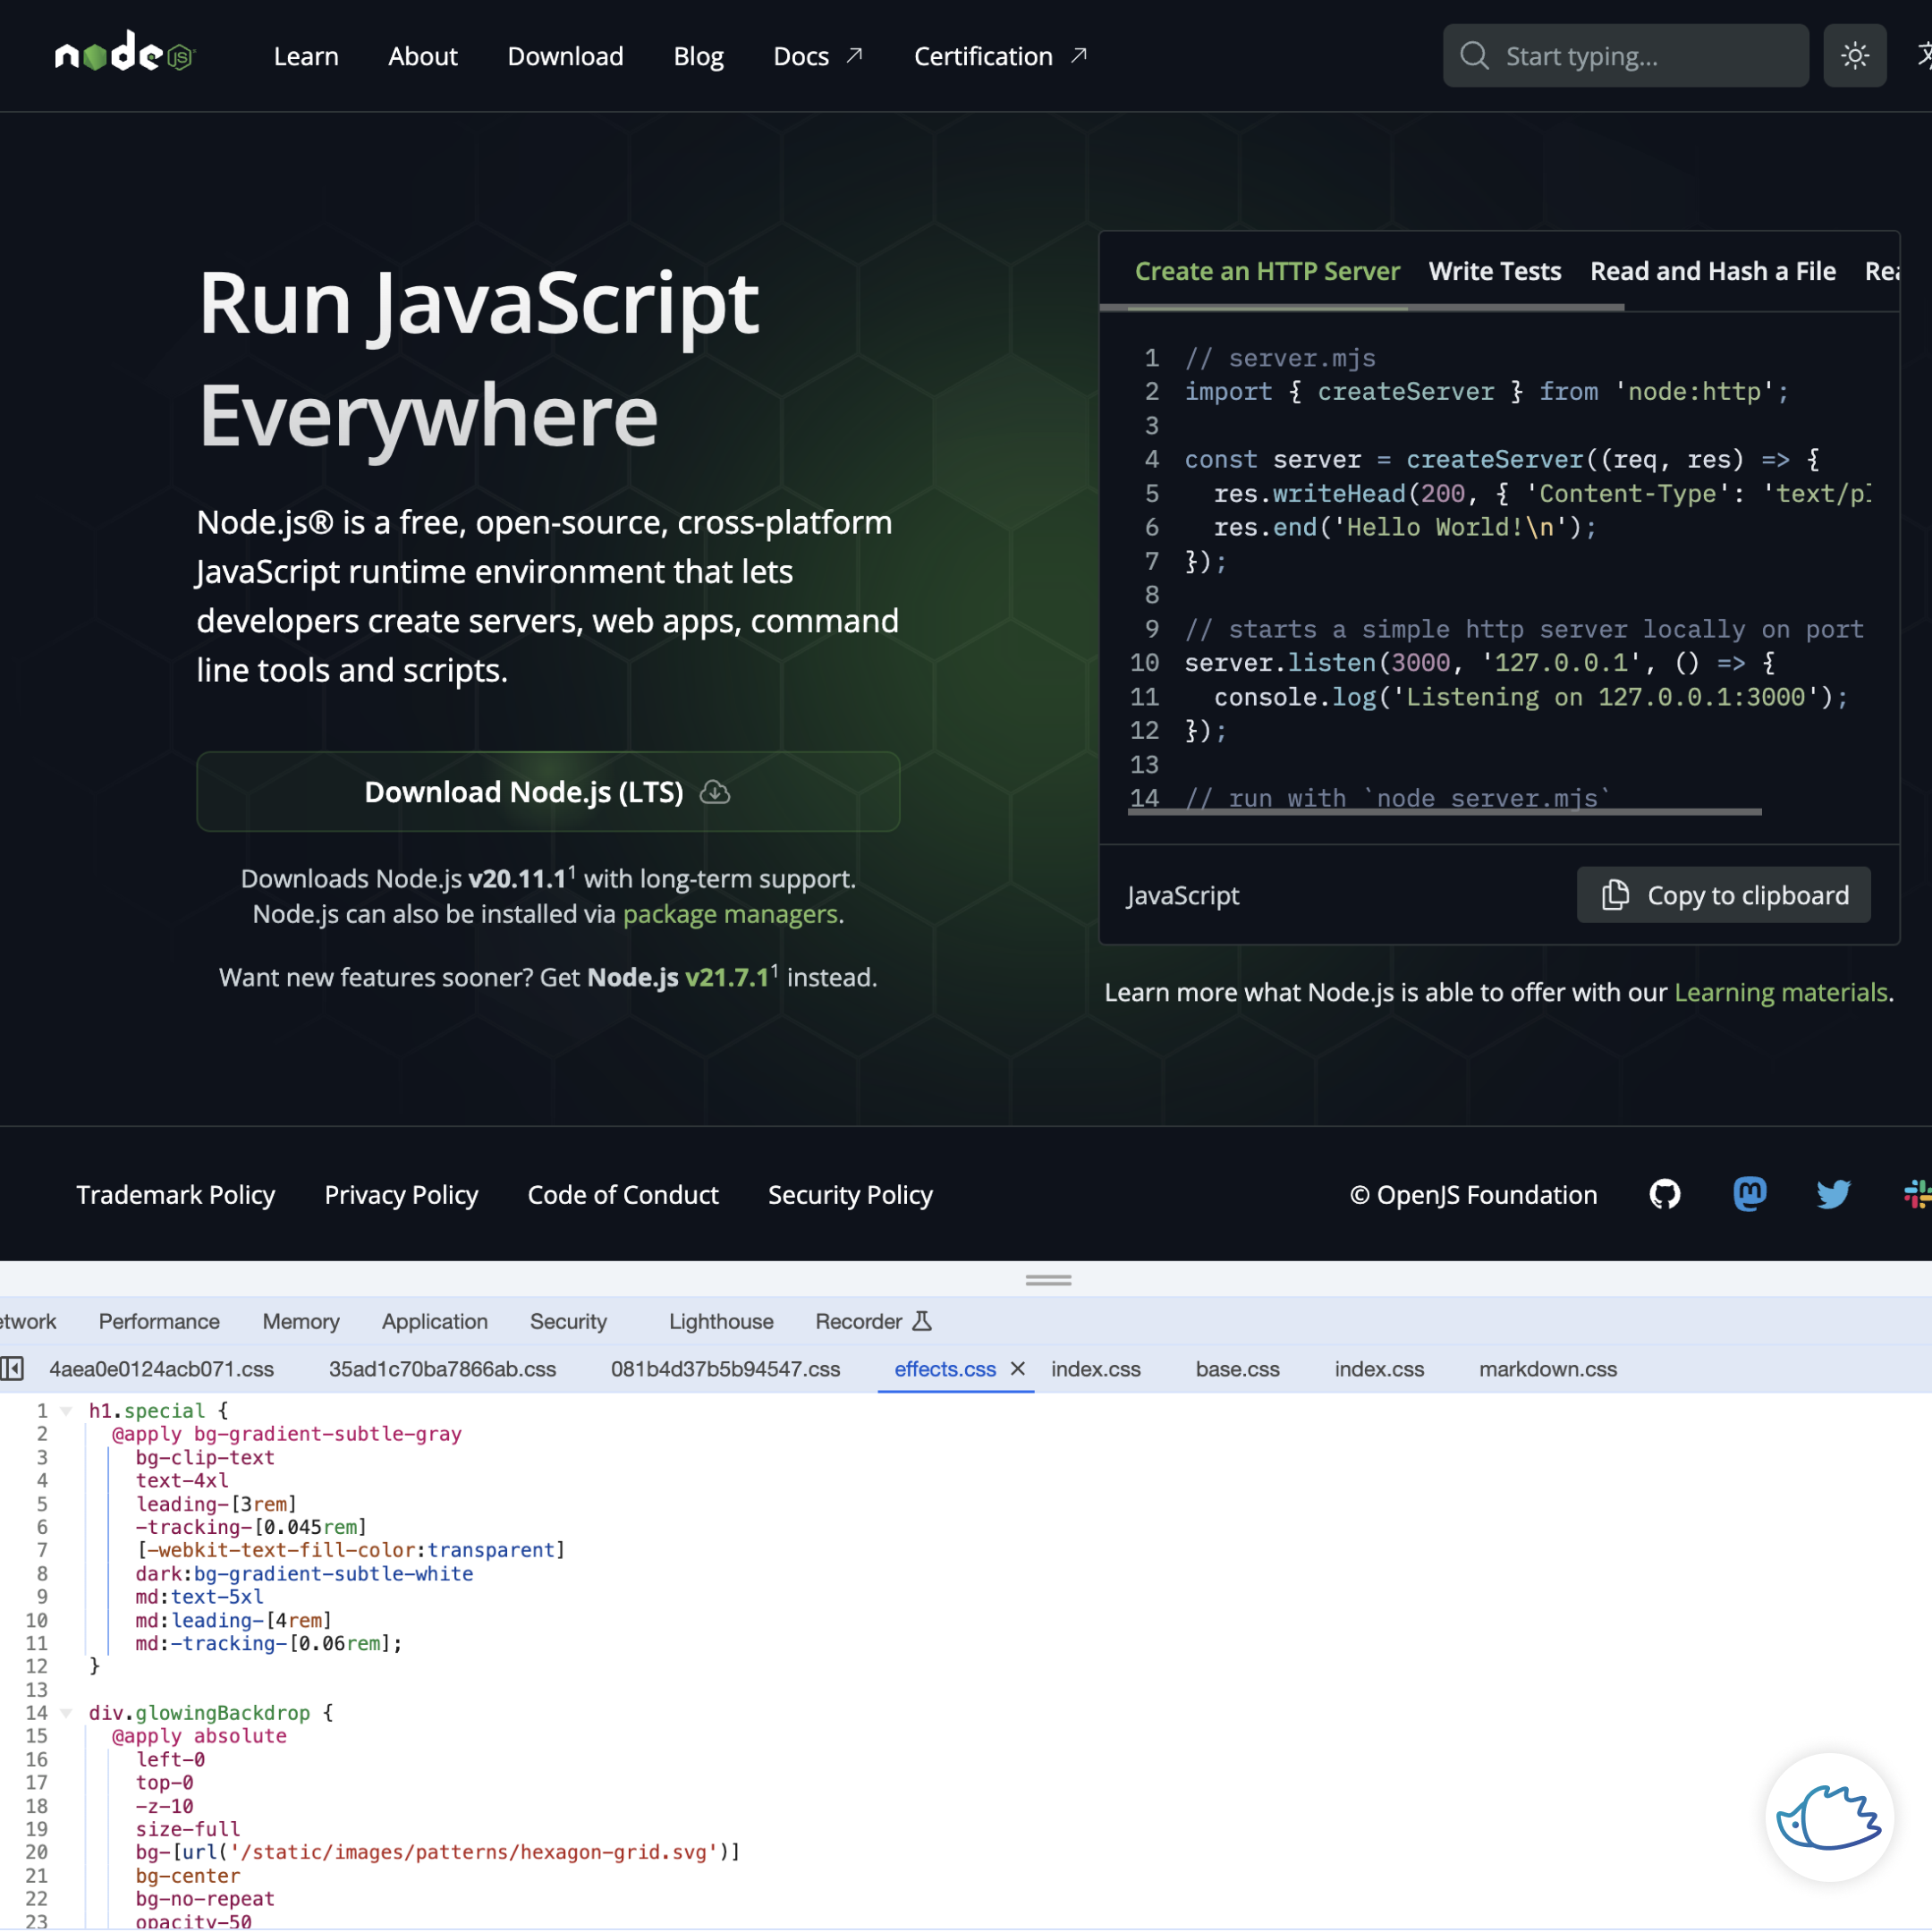 node JS
Learn About Download Blog Docs Certification
Start typing...
Run JavaScript
Everywhere
Node.js® is a free, open-source, cross-platform
JavaScript runtime environment that lets
developers create servers, web apps, command
line tools and scripts.
Download Node.js (LTS)
Downloads Node.js v20.11.1¹ with long-term support.
Node.js can also be installed via package managers.
Want new features sooner? Get Node.js v21.7.1¹ instead.
Create an HTTP Server Write Tests Read and Hash a File Rea
1 // server.mjs
2 import { createServer } from 'node:http';
3
4 const server = createServer((req, res) => {
5 res.writeHead(200, { 'Content-Type': 'text/pl
6 res.end('Hello World!\n');
7 });
8
9 // starts a simple http server locally on port
10 server.listen(3000, '127.0.0.1', () => {
11 console.log('Listening on 127.0.0.1:3000');
12 });
13
14 // run with `node server.mjs`
JavaScript Copy to clipboard
Learn more what Node.js is able to offer with our Learning materials.
Trademark Policy Privacy Policy Code of Conduct Security Policy © OpenJS Foundation
etwork Performance Memory Application Security Lighthouse Recorder
4aea0e0124acb071.css 35ad1c70ba7866ab.css 081b4d37b5b94547.css effects.css × index.css base.css index.css markdown.css
1 h1.special {
2 @apply bg-gradient-subtle-gray
3 bg-clip-text
4 text-4xl
5 leading-[3rem]
6 -tracking-[0.045rem]
7 [-webkit-text-fill-color:transparent]
8 dark:bg-gradient-subtle-white
9 md:text-5xl
10 md:leading-[4rem]
11 md:-tracking-[0.06rem];
12 }
13
14 div.glowingBackdrop {
15 @apply absolute
16 left-0
17 top-0
18 -z-10
19 size-full
20 bg-[url('/static/images/patterns/hexagon-grid.svg')]
21 bg-center
22 bg-no-repeat
23 opacity-50